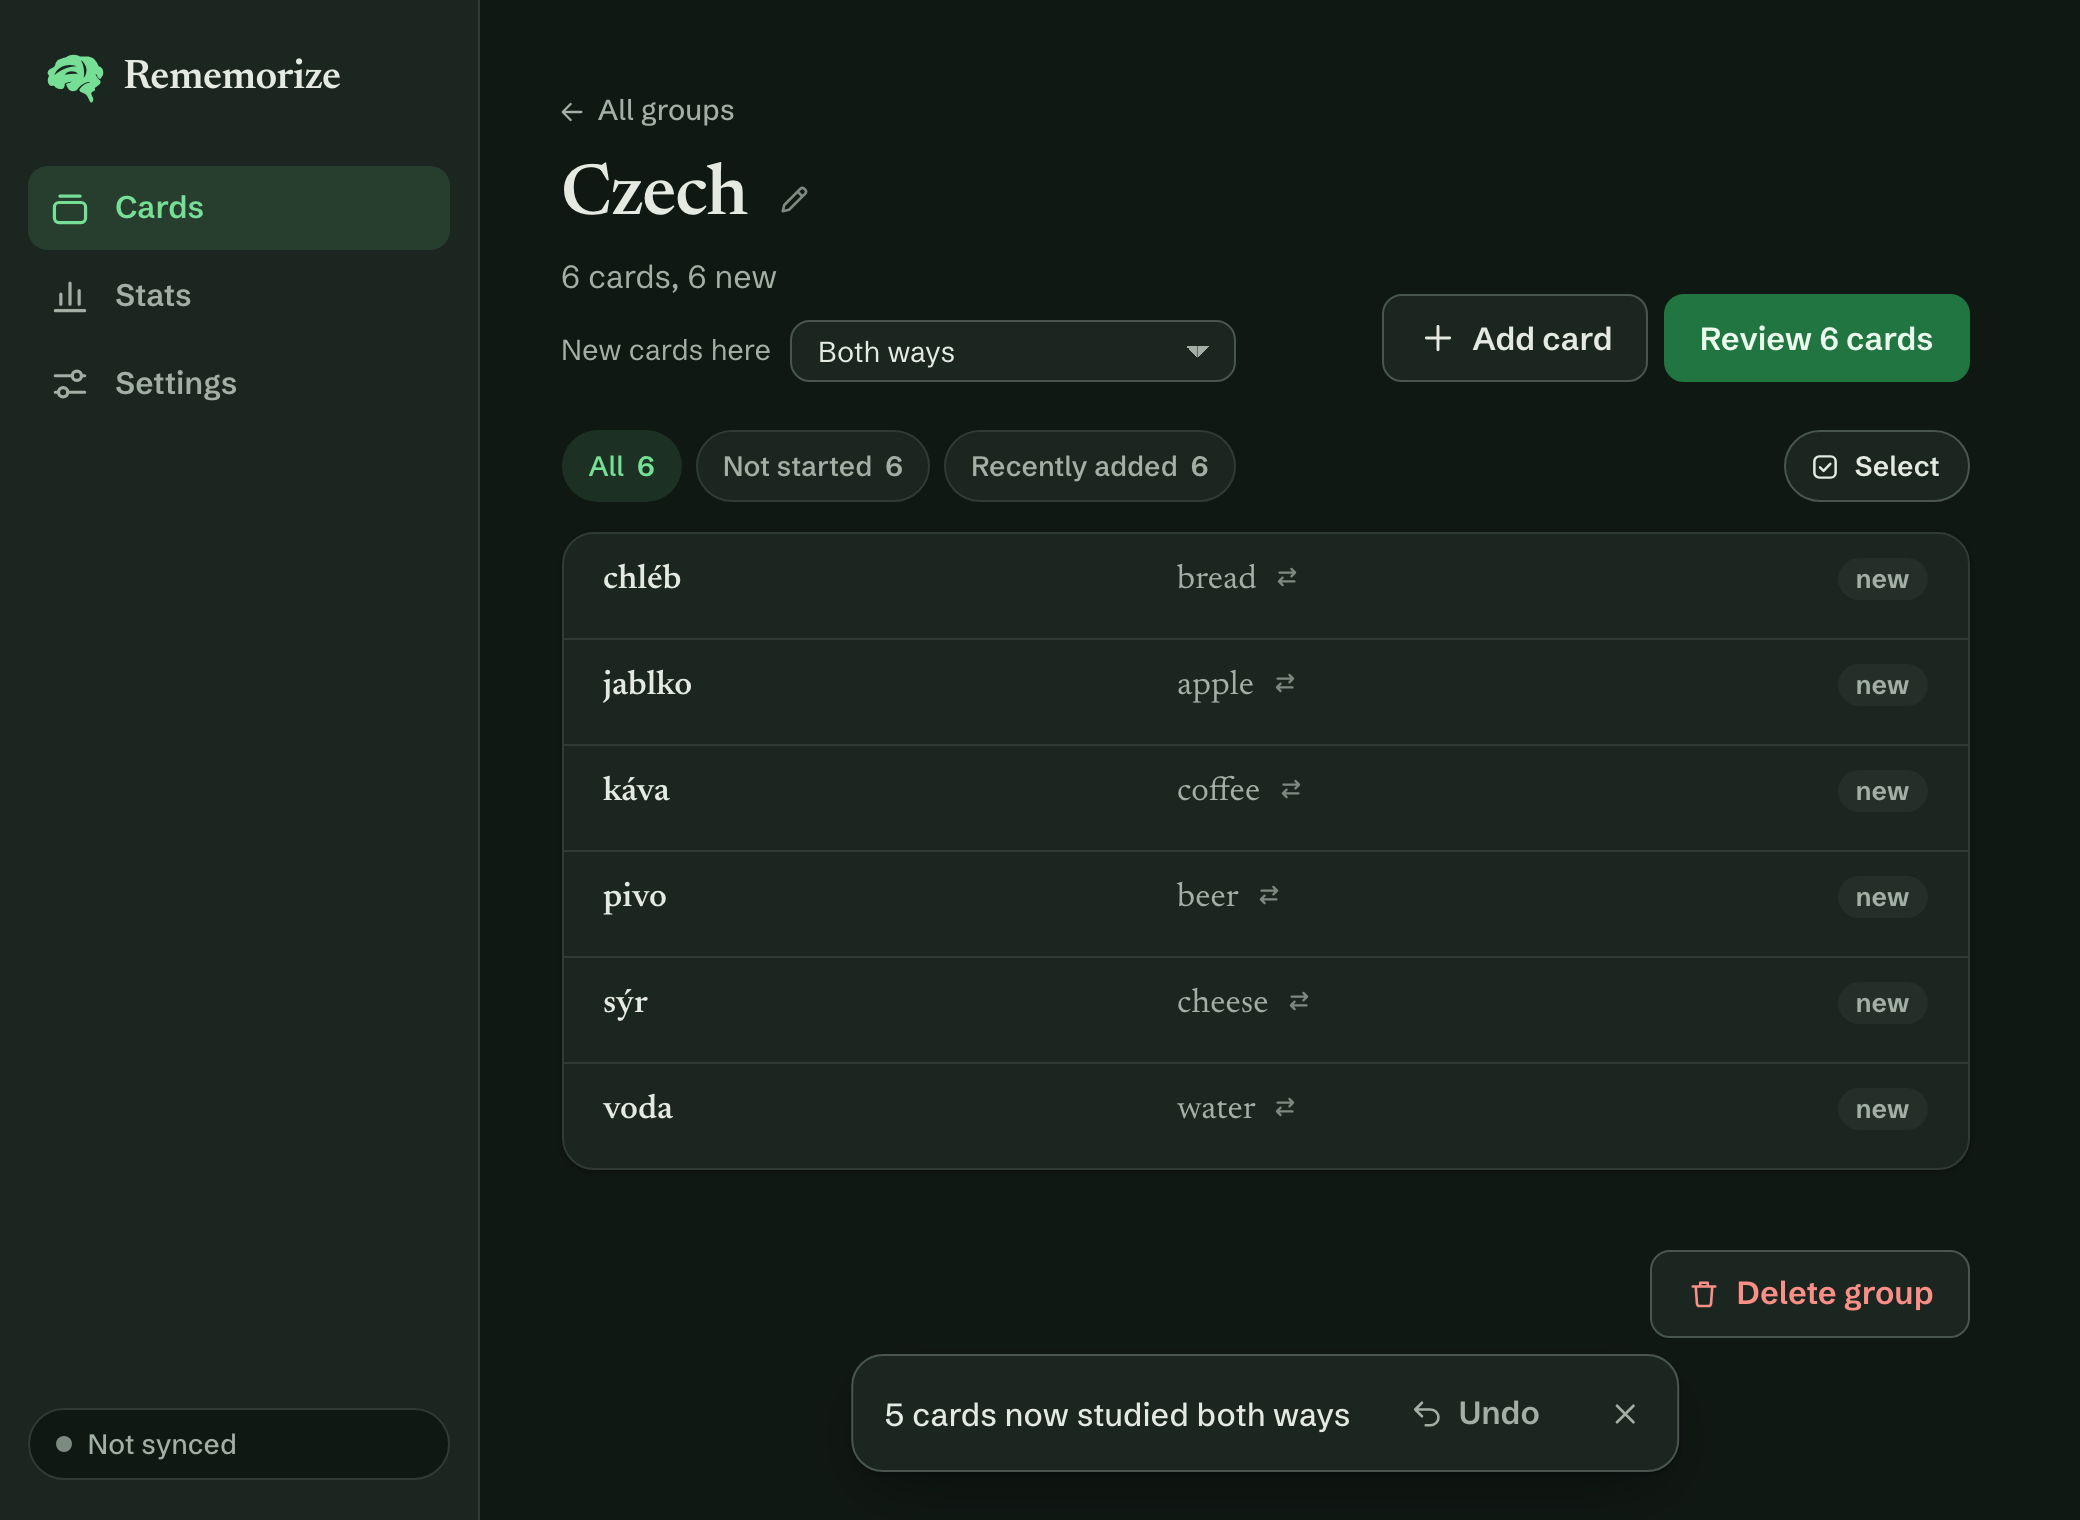 Rememorize
Cards
Stats
Settings
Not synced
All groups
Czech
6 cards, 6 new
New cards here Both ways
Add card
Review 6 cards
All 6
Not started 6
Recently added 6
Select
chléb bread new
jablko apple new
káva coffee new
pivo beer new
sýr cheese new
voda water new
Delete group
5 cards now studied both ways Undo